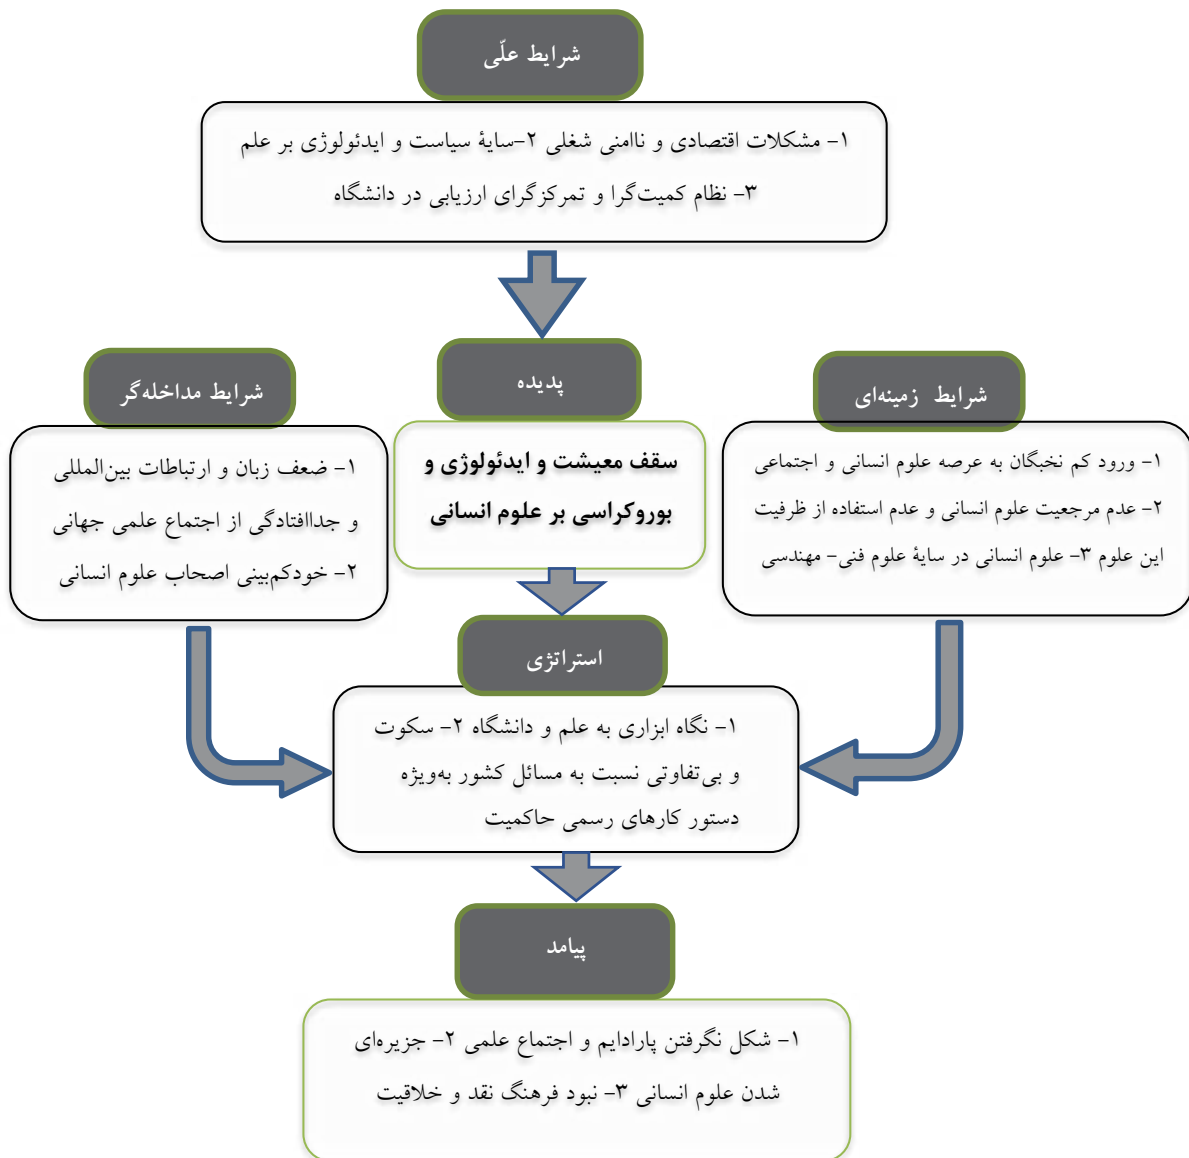 شرایط علّی
۱- مشکلات اقتصادی و ناامنی شغلی ۲-سایهٔ سیاست و ایدئولوژی بر علم
۳- نظام کمیت‌گرا و تمرکزگرای ارزیابی در دانشگاه
شرایط زمینه‌ای
۱- ورود کم نخبگان به عرصه علوم انسانی و اجتماعی
۲- عدم مرجعیت علوم انسانی و عدم استفاده از ظرفیت
این علوم ۳- علوم انسانی در سایهٔ علوم فنی- مهندسی
پدیده
سقف معیشت و ایدئولوژی و
بوروکراسی بر علوم انسانی
شرایط مداخله‌گر
۱- ضعف زبان و ارتباطات بین‌المللی
و جداافتادگی از اجتماع علمی جهانی
۲- خودکم‌بینی اصحاب علوم انسانی
استراتژی
۱- نگاه ابزاری به علم و دانشگاه ۲- سکوت
و بی‌تفاوتی نسبت به مسائل کشور به‌ویژه
دستور کارهای رسمی حاکمیت
پیامد
۱- شکل نگرفتن پارادایم و اجتماع علمی ۲- جزیره‌ای
شدن علوم انسانی ۳- نبود فرهنگ نقد و خلاقیت